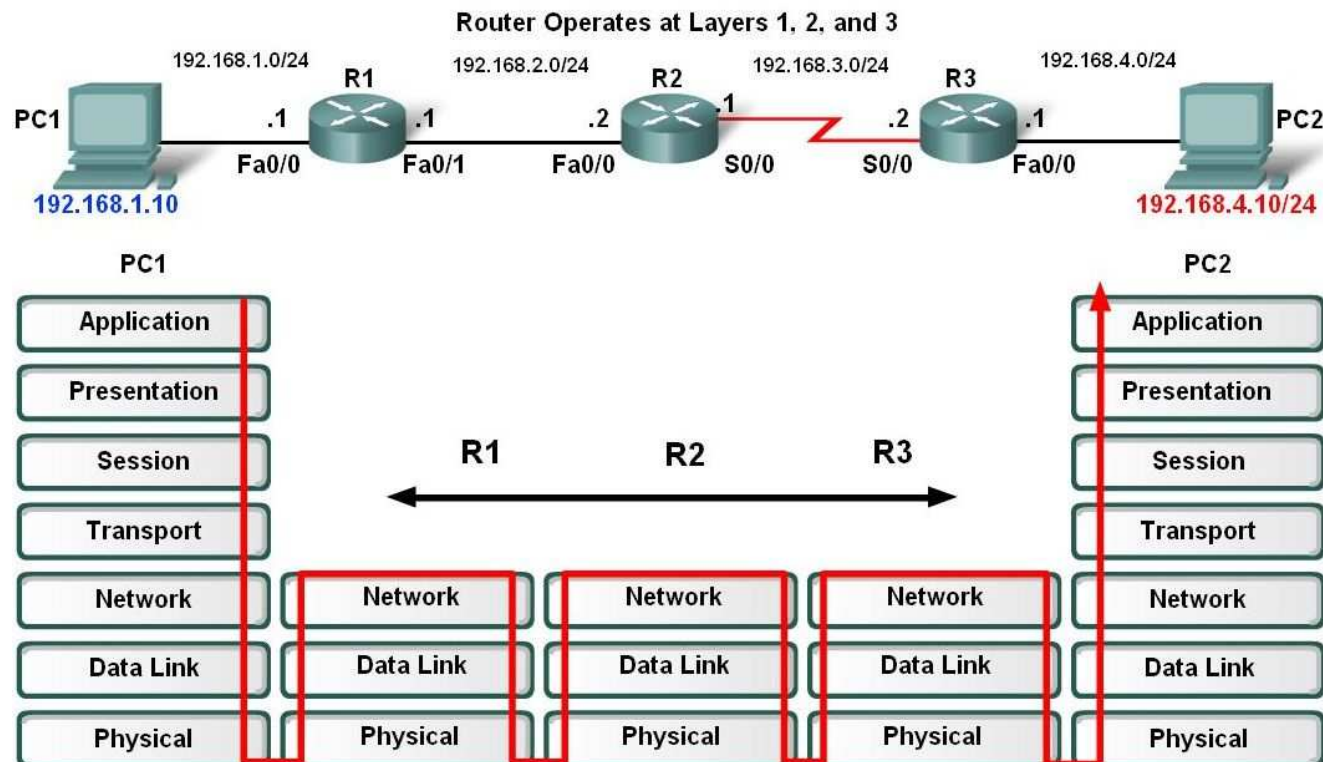 Router Operates at Layers 1, 2, and 3
192.168.1.0/24 192.168.2.0/24 192.168.3.0/24 192.168.4.0/24
R1 R2 R3
PC1 .1 .1 .2 .1 .2 .1 PC2
Fa0/0 Fa0/1 Fa0/0 S0/0 S0/0 Fa0/0
192.168.1.10 192.168.4.10/24
PC1 PC2
Application Application
Presentation Presentation
Session R1 R2 R3 Session
Transport Transport
Network Network Network Network Network
Data Link Data Link Data Link Data Link Data Link
Physical Physical Physical Physical Physical